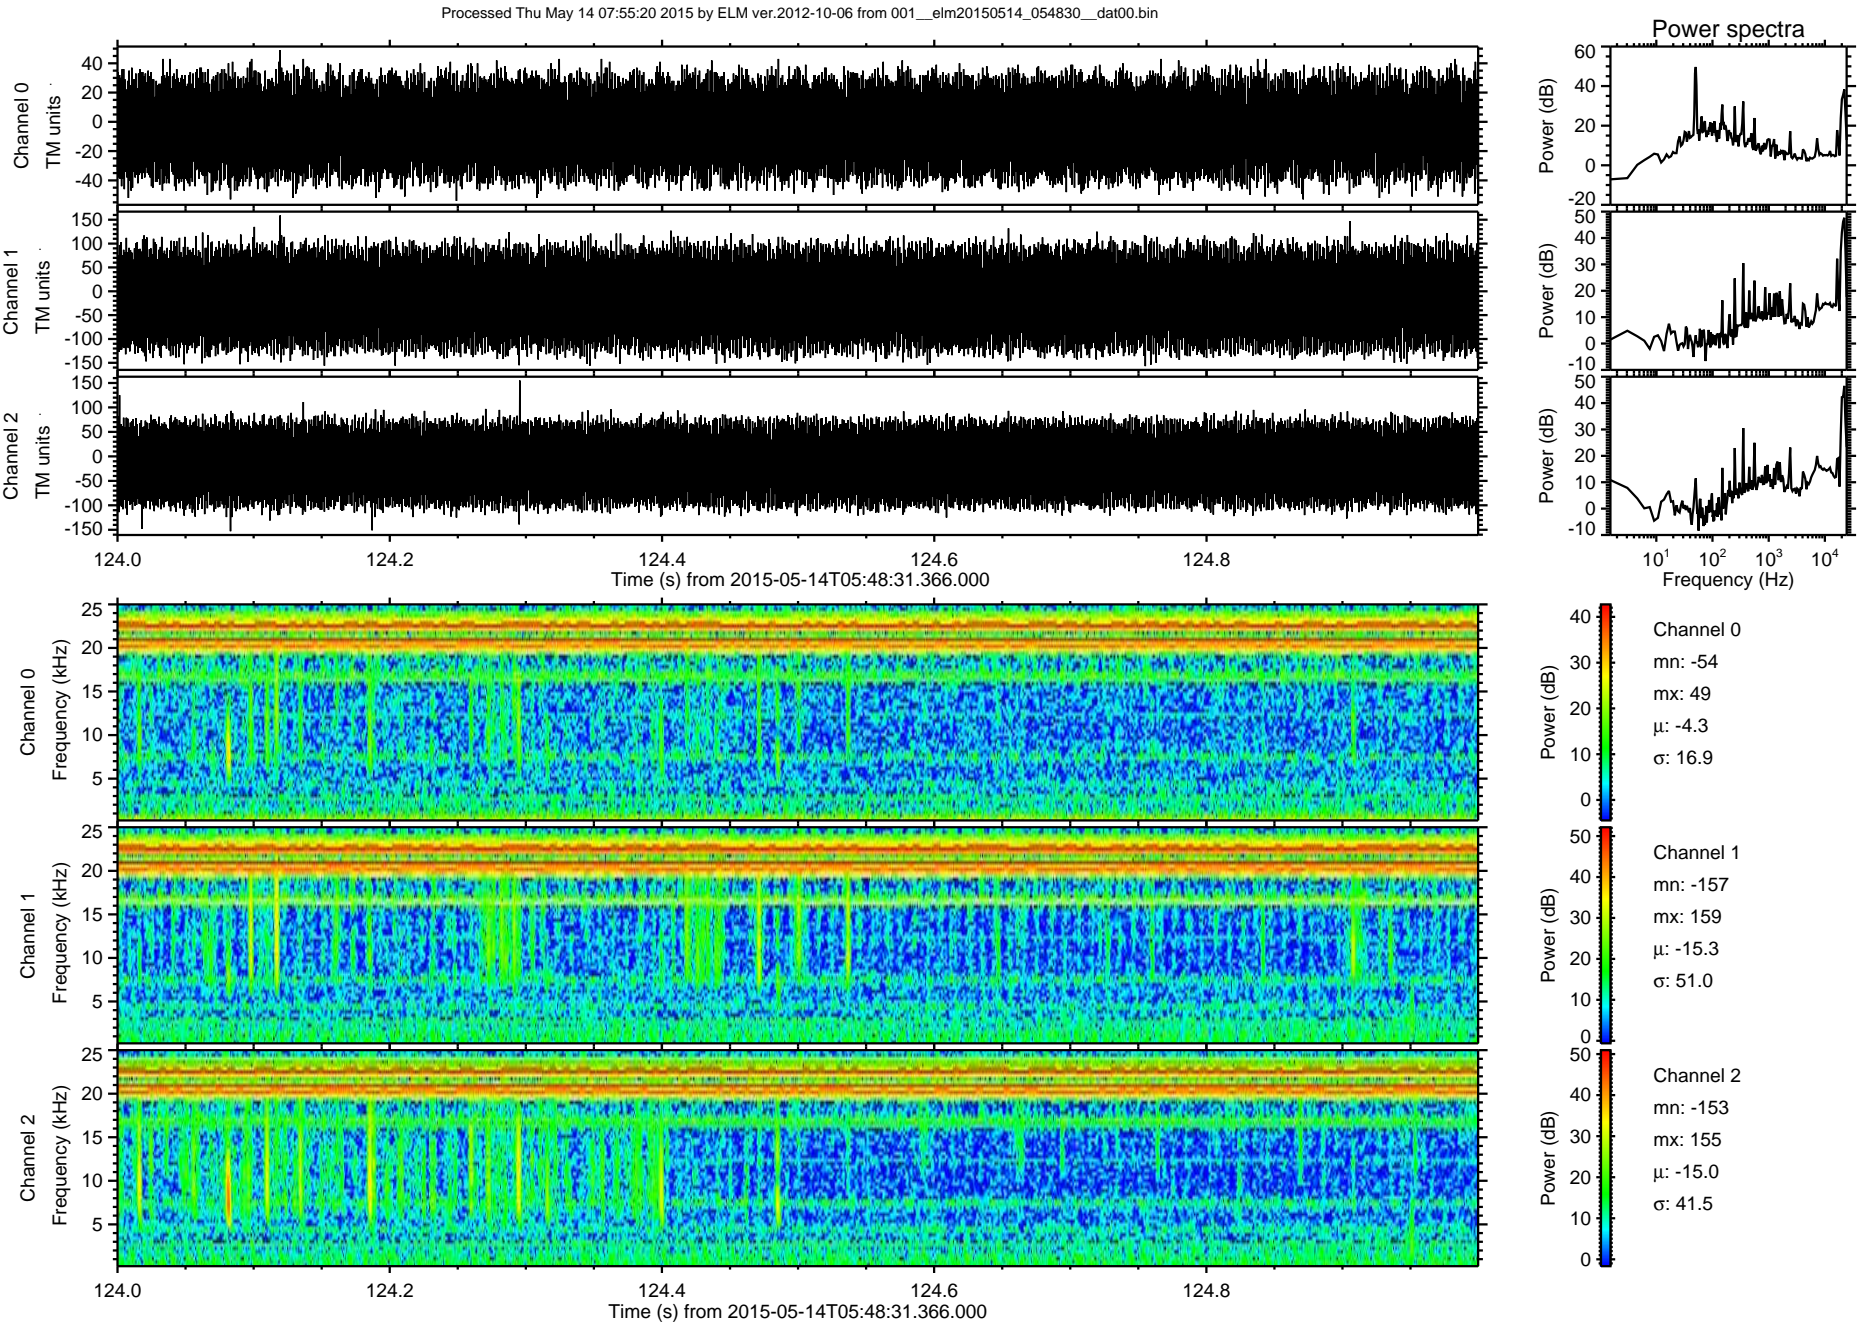 Processed Thu May 14 07:55:20 2015 by ELM ver.2012-10-06 from 001__elm20150514_054830__dat00.bin
Power spectra
Channel 0
TM units
40
20
0
-20
-40
Power (dB)
60
40
20
0
-20
Channel 1
TM units
150
100
50
0
-50
-100
-150
Power (dB)
50
40
30
20
10
0
-10
Channel 2
TM units
150
100
50
0
-50
-100
-150
Power (dB)
50
40
30
20
10
0
-10
124.0 124.2 124.4 124.6 124.8
Time (s) from 2015-05-14T05:48:31.366.000
10^1 10^2 10^3 10^4
Frequency (Hz)
Channel 0
Frequency (kHz)
25
20
15
10
5
Power (dB)
40
30
20
10
0
Channel 0
mn: -54
mx: 49
μ: -4.3
σ: 16.9
Channel 1
Frequency (kHz)
25
20
15
10
5
Power (dB)
50
40
30
20
10
0
Channel 1
mn: -157
mx: 159
μ: -15.3
σ: 51.0
Channel 2
Frequency (kHz)
25
20
15
10
5
Power (dB)
50
40
30
20
10
0
Channel 2
mn: -153
mx: 155
μ: -15.0
σ: 41.5
124.0 124.2 124.4 124.6 124.8
Time (s) from 2015-05-14T05:48:31.366.000